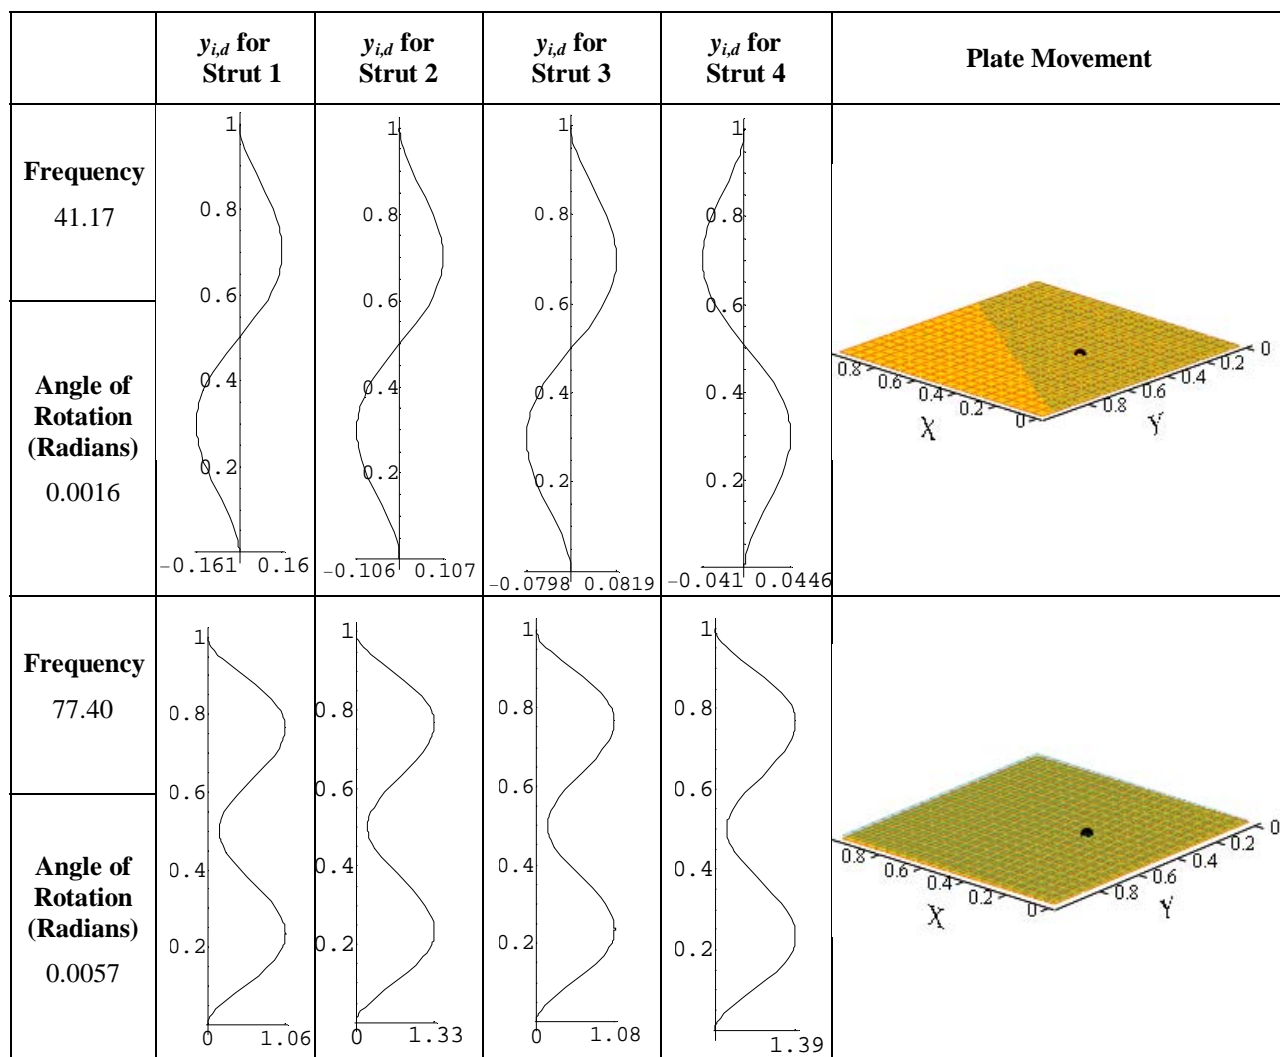 y_{i,d} for Strut 1
y_{i,d} for Strut 2
y_{i,d} for Strut 3
y_{i,d} for Strut 4
Plate Movement
Frequency
41.17
Angle of
Rotation
(Radians)
0.0016
1
0.8
0.6
0.4
0.2
-0.161 0.16
1
0.8
0.6
0.4
0.2
-0.106 0.107
1
0.8
0.6
0.4
0.2
-0.0798 0.0819
1
0.8
0.6
0.4
0.2
-0.041 0.0446
0.8 0.6 0.4 0.2 0
X
0.8 0.6 0.4 0.2 0
Y
Frequency
77.40
Angle of
Rotation
(Radians)
0.0057
1
0.8
0.6
0.4
0.2
0 1.06
1
0.8
0.6
0.4
0.2
0 1.33
1
0.8
0.6
0.4
0.2
0 1.08
1
0.8
0.6
0.4
0.2
1.39
0.8 0.6 0.4 0.2 0
X
0.8 0.6 0.4 0.2 0
Y